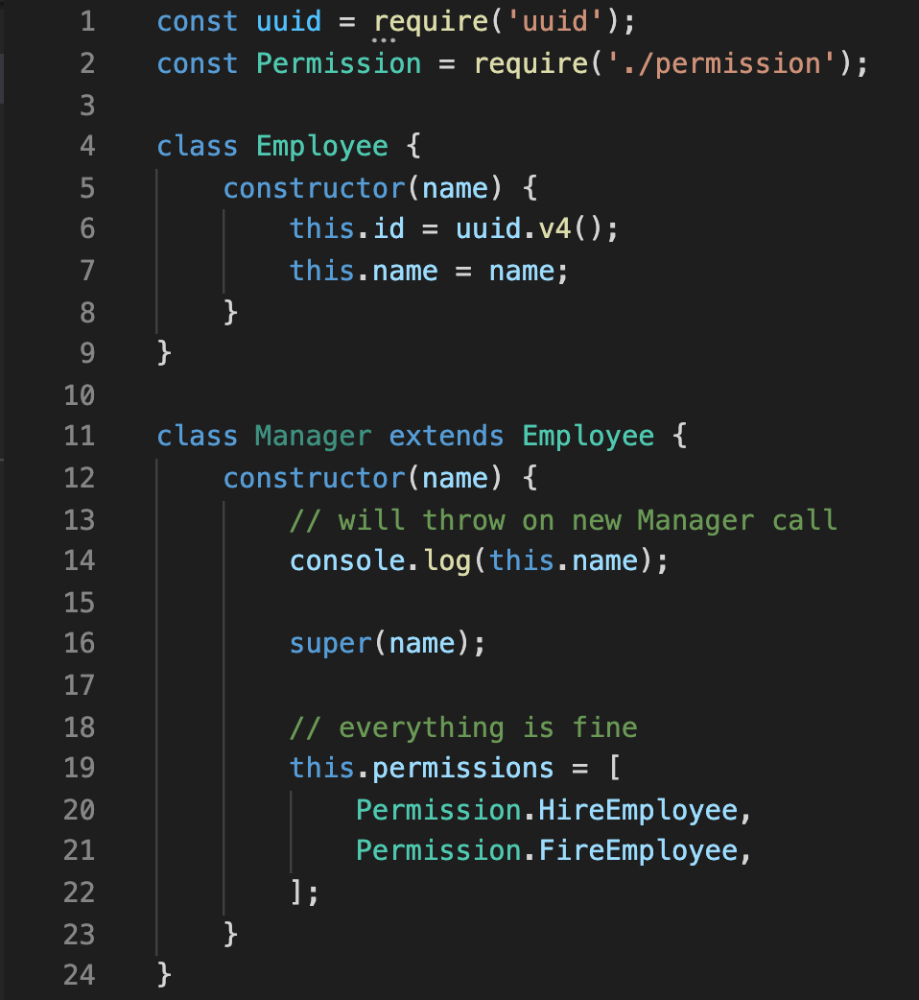 1 const uuid = require('uuid');
2 const Permission = require('./permission');
3
4 class Employee {
5     constructor(name) {
6         this.id = uuid.v4();
7         this.name = name;
8     }
9 }
10
11 class Manager extends Employee {
12     constructor(name) {
13         // will throw on new Manager call
14         console.log(this.name);
15
16         super(name);
17
18         // everything is fine
19         this.permissions = [
20             Permission.HireEmployee,
21             Permission.FireEmployee,
22         ];
23     }
24 }